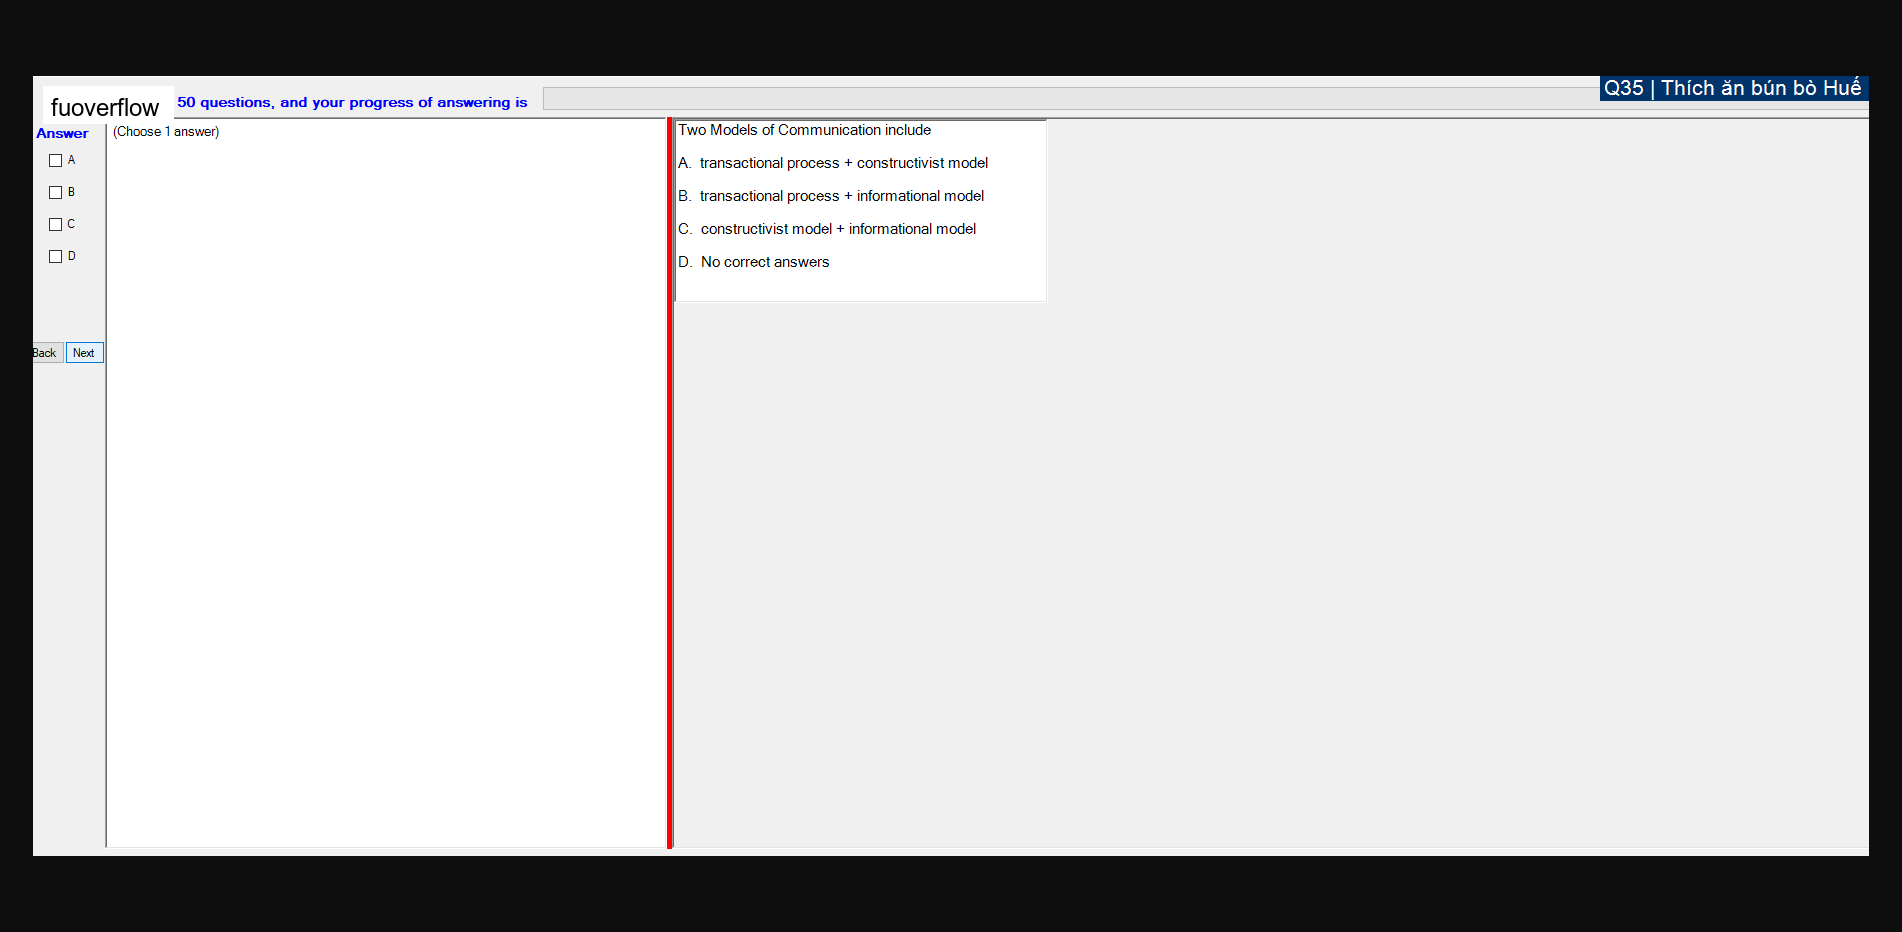 Q35 | Thích ăn bún bò Huế
fuoverflow
50 questions, and your progress of answering is
Answer
(Choose 1 answer)
A
B
C
D
Back
Next
Two Models of Communication include
A. transactional process + constructivist model
B. transactional process + informational model
C. constructivist model + informational model
D. No correct answers